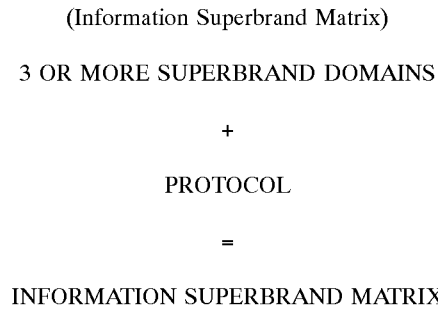 (Information Superbrand Matrix)
3 OR MORE SUPERBRAND DOMAINS
+
PROTOCOL
=
INFORMATION SUPERBRAND MATRIX